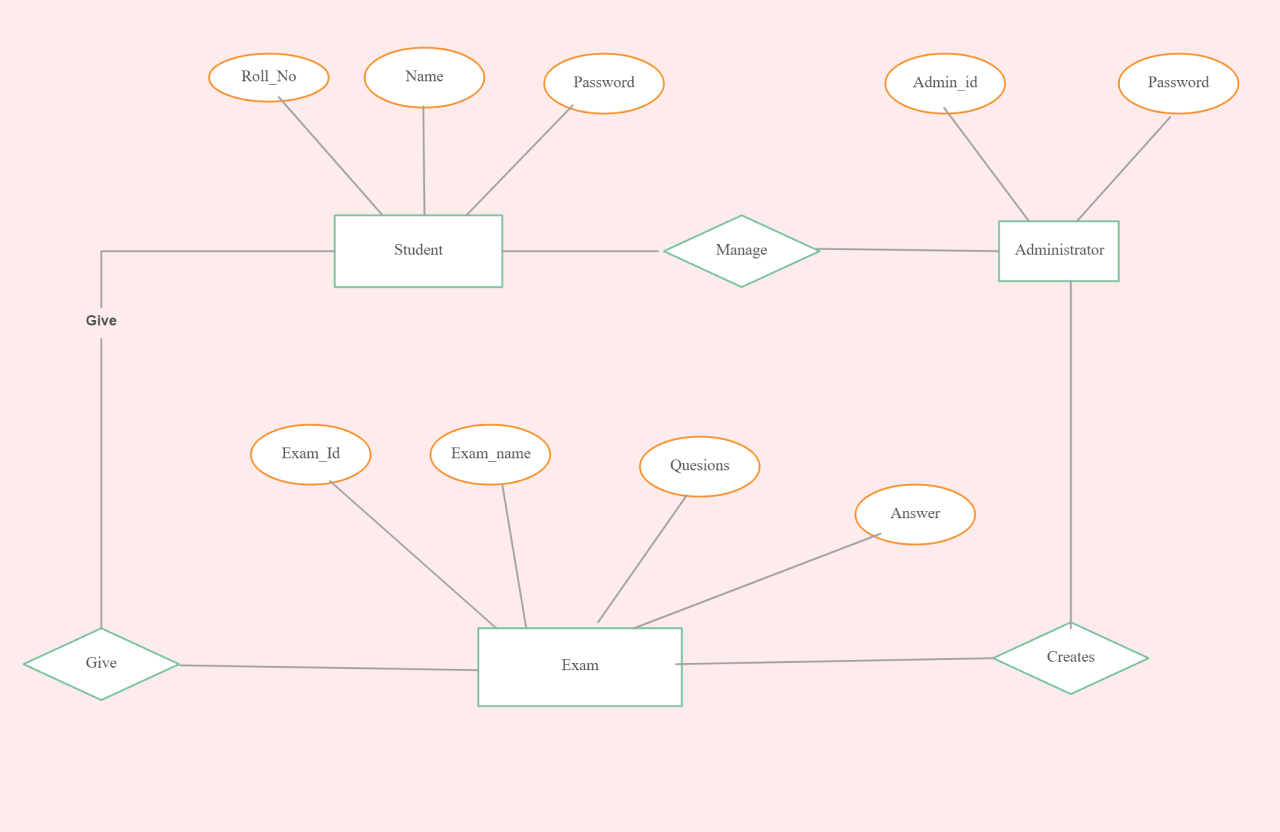 Roll_No
Name
Password
Admin_id
Password
Student
Manage
Administrator
Give
Exam_Id
Exam_name
Quesions
Answer
Give
Exam
Creates